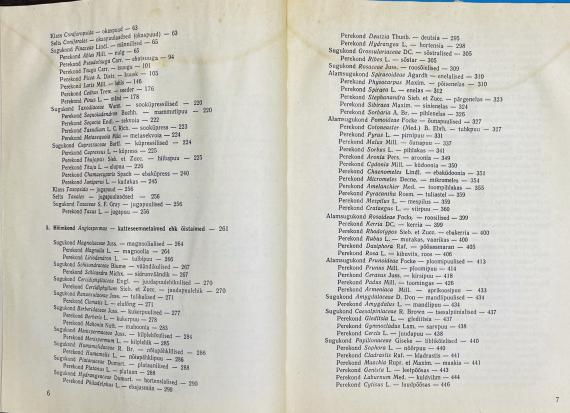 Klass Coniferopsida — okaspuud — 63
Selts Coniferales — okaspuulaadsed (okaspuud) — 63
Sugukond Pinaceae Lindl. — männilised — 65
Perekond Abies Mill. — nulg — 65
Perekond Pseudotsuga Carr. — ebatsuuga — 94
Perekond Tsuga Carr. — tsuuga — 101
Perekond Picea A. Dietr. — kuusk — 105
Perekond Larix Mill. — lehis — 146
Perekond Cedrus Trew. — seeder — 176
Perekond Pinus L. — mänd — 178
Sugukond Taxodiaceae Warm. — sooküpressilised — 220
Perekond Sequoiadendron Buchh. — mammutipuu — 220
Perekond Sequoia Endl. — sekvoia — 222
Perekond Taxodium L. C. Rich. — sooküpress — 223
Perekond Metasequoia Miki — metasekvoia — 224
Sugukond Cupressaceae Bartl. — küpressilised — 224
Perekond Cupressus L. — küpress — 225
Perekond Thujopsis Sieb. et Zucc. — hiibapuu — 225
Perekond Thuja L. — elupuu — 226
Perekond Chamaecyparis Spach — ebaküpress — 240
Perekond Juniperus L. — kadakas — 245
Klass Taxopsida — jugapuud — 256
Selts Taxales — jugapuulaadsed — 256
Sugukond Taxaceae S. F. Gray — jugapuulised — 256
Perekond Taxus L. — jugapuu — 256
Hõimkond Angiospermae — katteseemnetaimed ehk õistaimed — 261
Sugukond Magnoliaceae Juss. — magnoolialised — 264
Perekond Magnolia L. — magnoolia — 264
Perekond Liriodendron L. — tulbipuu — 266
Sugukond Schisandraceae Blume — väändikulised — 267
Perekond Schisandra Michx. — sidrunväändik — 267
Sugukond Cercidiphyllaceae Engl. — juudapuulehikulised — 270
Perekond Cercidiphyllum Sieb. et Zucc. — juudapuulehik — 270
Sugukond Ranunculaceae Juss. — tulikalised — 271
Perekond Clematis L. — elulõng — 271
Sugukond Berberidaceae Juss. — kukerpuulised — 277
Perekond Berberis L. — kukerpuu — 278
Perekond Mahonia Nutt. — mahoonia — 283
Sugukond Menispermaceae Juss. — kilplehikulised — 284
Perekond Menispermum L. — kilplehik — 285
Sugukond Hamamelidaceae R. Br. — nõiapähklilised — 286
Perekond Hamamelis L. — nõiapähklipuu — 286
Sugukond Platanaceae Dumort. — plataanilised — 287
Perekond Platanus L. — plataan — 288
Sugukond Hydrangeaceae Dumort. — hortensialised — 290
Perekond Philadelphus L. — ebajasmiin — 290
6
Perekond Deutzia Thunb. — deutsia — 295
Perekond Hydrangea L. — hortensia — 298
Sugukond Grossulariaceae DC. — sõstralised — 305
Perekond Ribes L. — sõstar — 305
Sugukond Rosaceae Juss. — roosõielised — 309
Alamsugukond Spiraeoideae Agardh — enelalised — 310
Perekond Physocarpus Maxim. — põisenelas — 310
Perekond Spiraea L. — enelas — 312
Perekond Stephanandra Sieb. et Zucc. — pärgenelas — 323
Perekond Sibiraea Maxim. — sinienelas — 324
Perekond Sorbaria A. Br. — pihlenelas — 326
Alamsugukond Pomoideae Focke — õunapuulised — 327
Perekond Cotoneaster (Med.) B. Ehrh. — tuhkpuu — 327
Perekond Pyrus L. — pirnipuu — 331
Perekond Malus Mill. — õunapuu — 337
Perekond Sorbus L. — pihlakas — 341
Perekond Aronia Pers. — aroonia — 349
Perekond Cydonia Mill. — küdoonia — 350
Perekond Chaenomeles Lindl. — ebaküdoonia — 351
Perekond Micromeles Decne. — mikromeles — 354
Perekond Amelanchier Med. — toompihlakas — 355
Perekond Pyracantha Roem. — tuliastel — 359
Perekond Mespilus L. — mespilus — 359
Perekond Crataegus L. — viirpuu — 360
Alamsugukond Rosoideae Focke. — roosilised — 399
Perekond Kerria DC. — kerria — 399
Perekond Rhodotypos Sieb. et Zucc. — ebakerria — 400
Perekond Rubus L. — murakas, vaarikas — 400
Perekond Dasiphora Raf. — põõsasmaran — 405
Perekond Rosa L. — kibuvits, roos — 406
Alamsugukond Prunoideae Focke — ploomipuulised — 413
Perekond Prunus Mill. — ploomipuu — 414
Perekond Cerasus Juss. — kirsipuu — 418
Perekond Padus Mill. — toomingas — 426
Perekond Armeniaca Mill. — aprikoosipuu — 433
Sugukond Amygdalaceae D. Don — mandlipuulised — 434
Perekond Amygdalus L. — mandlipuu — 434
Sugukond Caesalpiniaceae R. Brown — tsesalpiinialised — 437
Perekond Gleditsia L. — gleditsia — 437
Perekond Gymnocladus Lam. — sarvpuu — 438
Perekond Cercis L. — juudapuu — 438
Sugukond Papilionaceae Giseke — liblikõielised — 440
Perekond Sophora L. — nööрpuu — 440
Perekond Cladrastis Raf. — kladrastis — 441
Perekond Maackia Rupr. et Maxim. — maakia — 441
Perekond Genista L. — leetpõõsas — 443
Perekond Laburnum Med. — kuldvihm — 444
Perekond Cytisus L. — luudpõõsas — 446
7